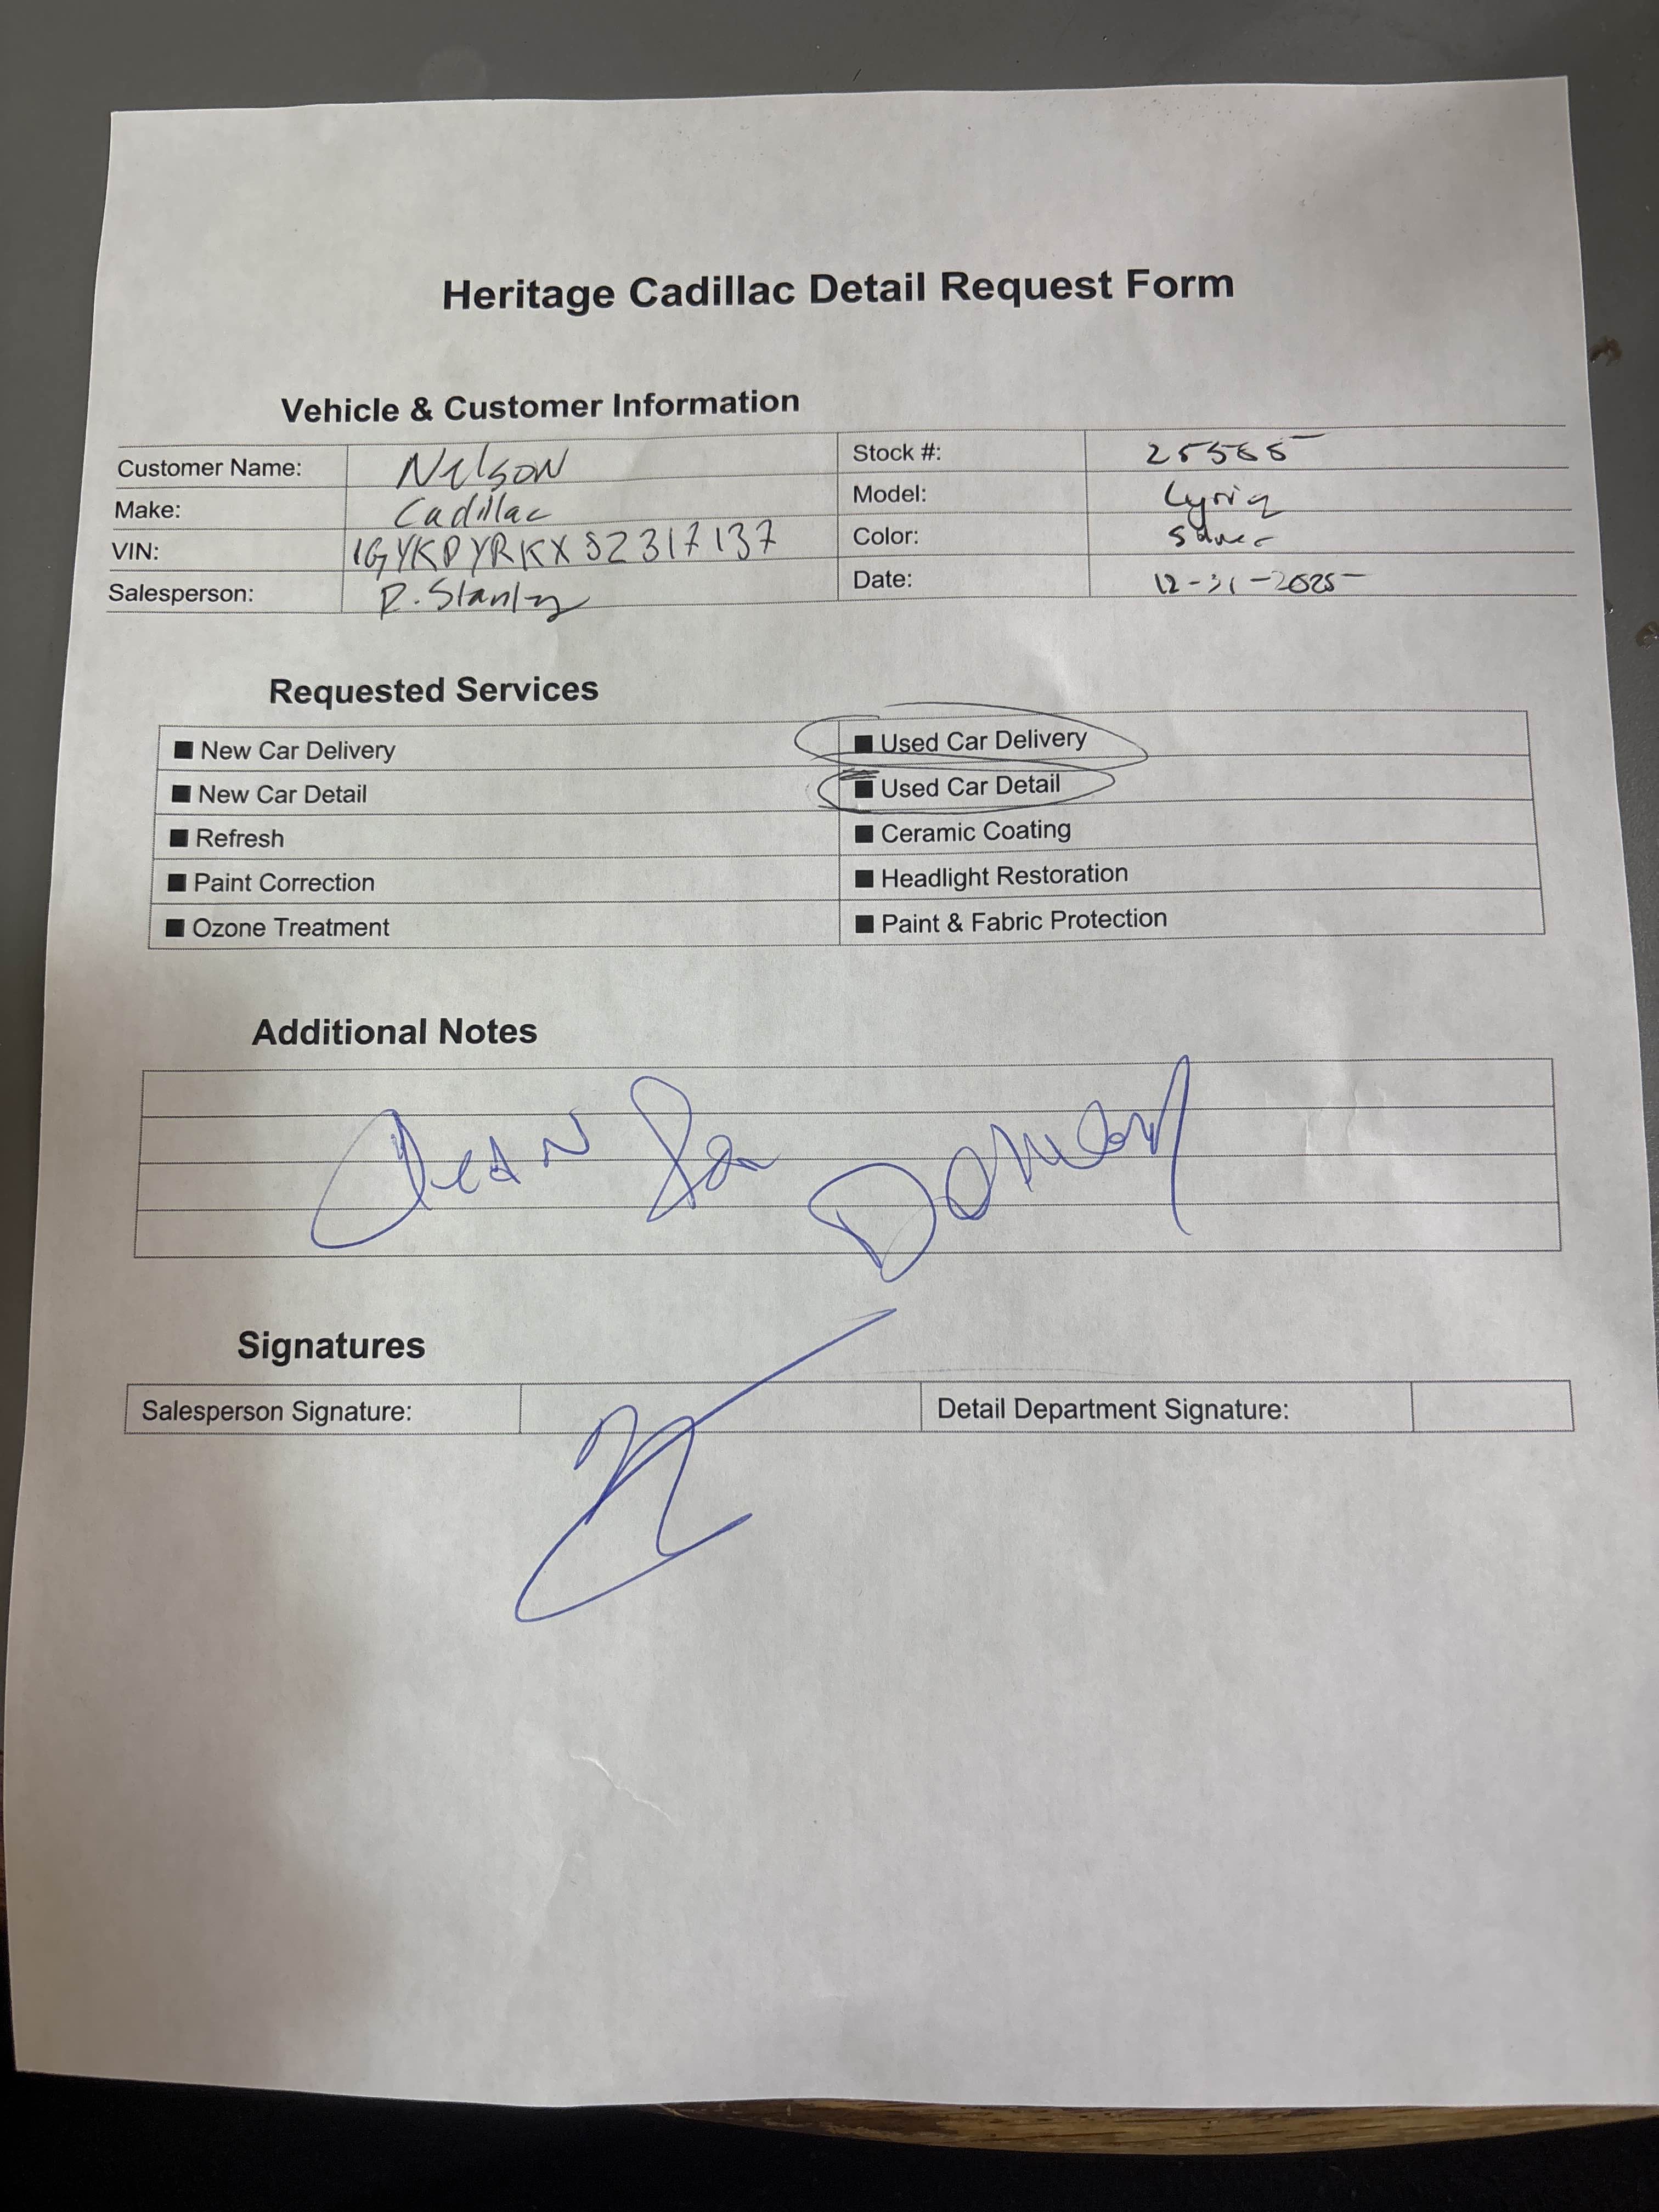 Heritage Cadillac Detail Request Form
Vehicle & Customer Information
Customer Name: Nelson Stock #: 25565
Make: Cadillac Model: Lyriq
VIN: 1GYKPYRKXSZ317137 Color: Silver
Salesperson: R. Stanley Date: 12-31-2025
Requested Services
New Car Delivery Used Car Delivery
New Car Detail Used Car Detail
Refresh Ceramic Coating
Paint Correction Headlight Restoration
Ozone Treatment Paint & Fabric Protection
Additional Notes
Clean for
Signatures
Salesperson Signature: Detail Department Signature: